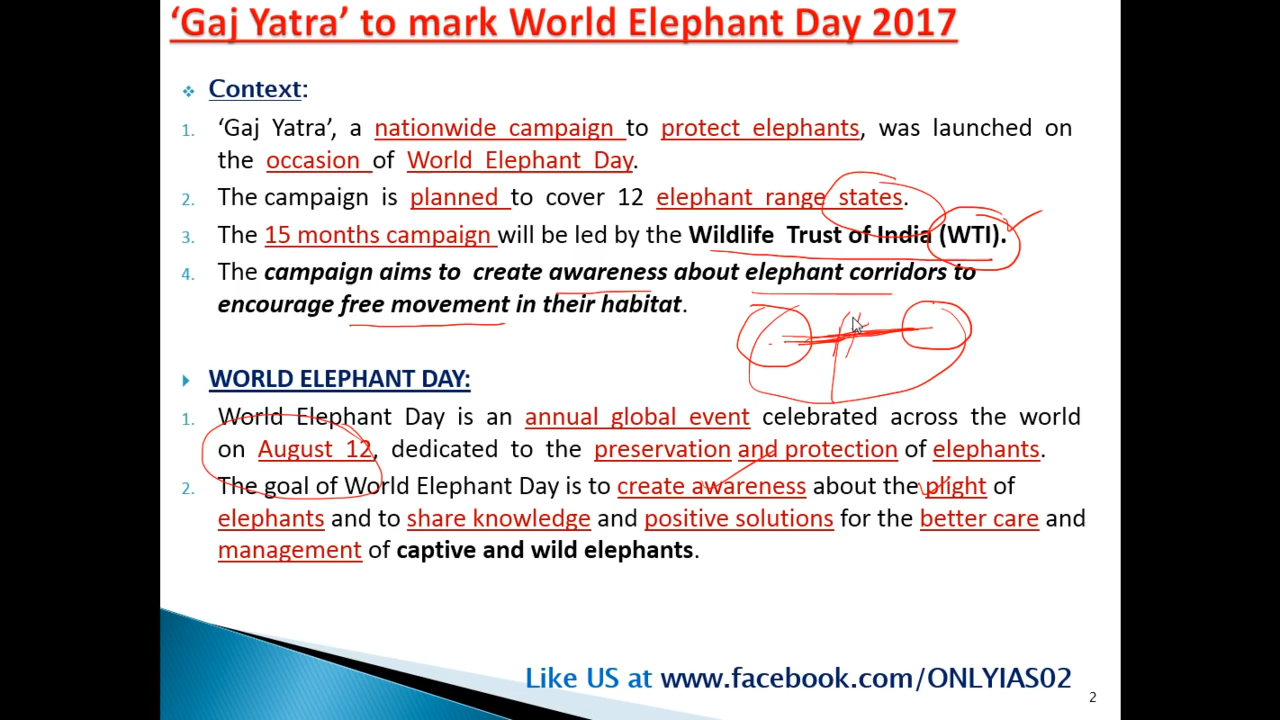 ‘Gaj Yatra’ to mark World Elephant Day 2017
Context:
1. ‘Gaj Yatra’, a nationwide campaign to protect elephants, was launched on
the occasion of World Elephant Day.
2. The campaign is planned to cover 12 elephant range states.
3. The 15 months campaign will be led by the Wildlife Trust of India (WTI).
4. The campaign aims to create awareness about elephant corridors to
encourage free movement in their habitat.
WORLD ELEPHANT DAY:
1. World Elephant Day is an annual global event celebrated across the world
on August 12, dedicated to the preservation and protection of elephants.
2. The goal of World Elephant Day is to create awareness about the plight of
elephants and to share knowledge and positive solutions for the better care and
management of captive and wild elephants.
Like US at www.facebook.com/ONLYIAS02
2